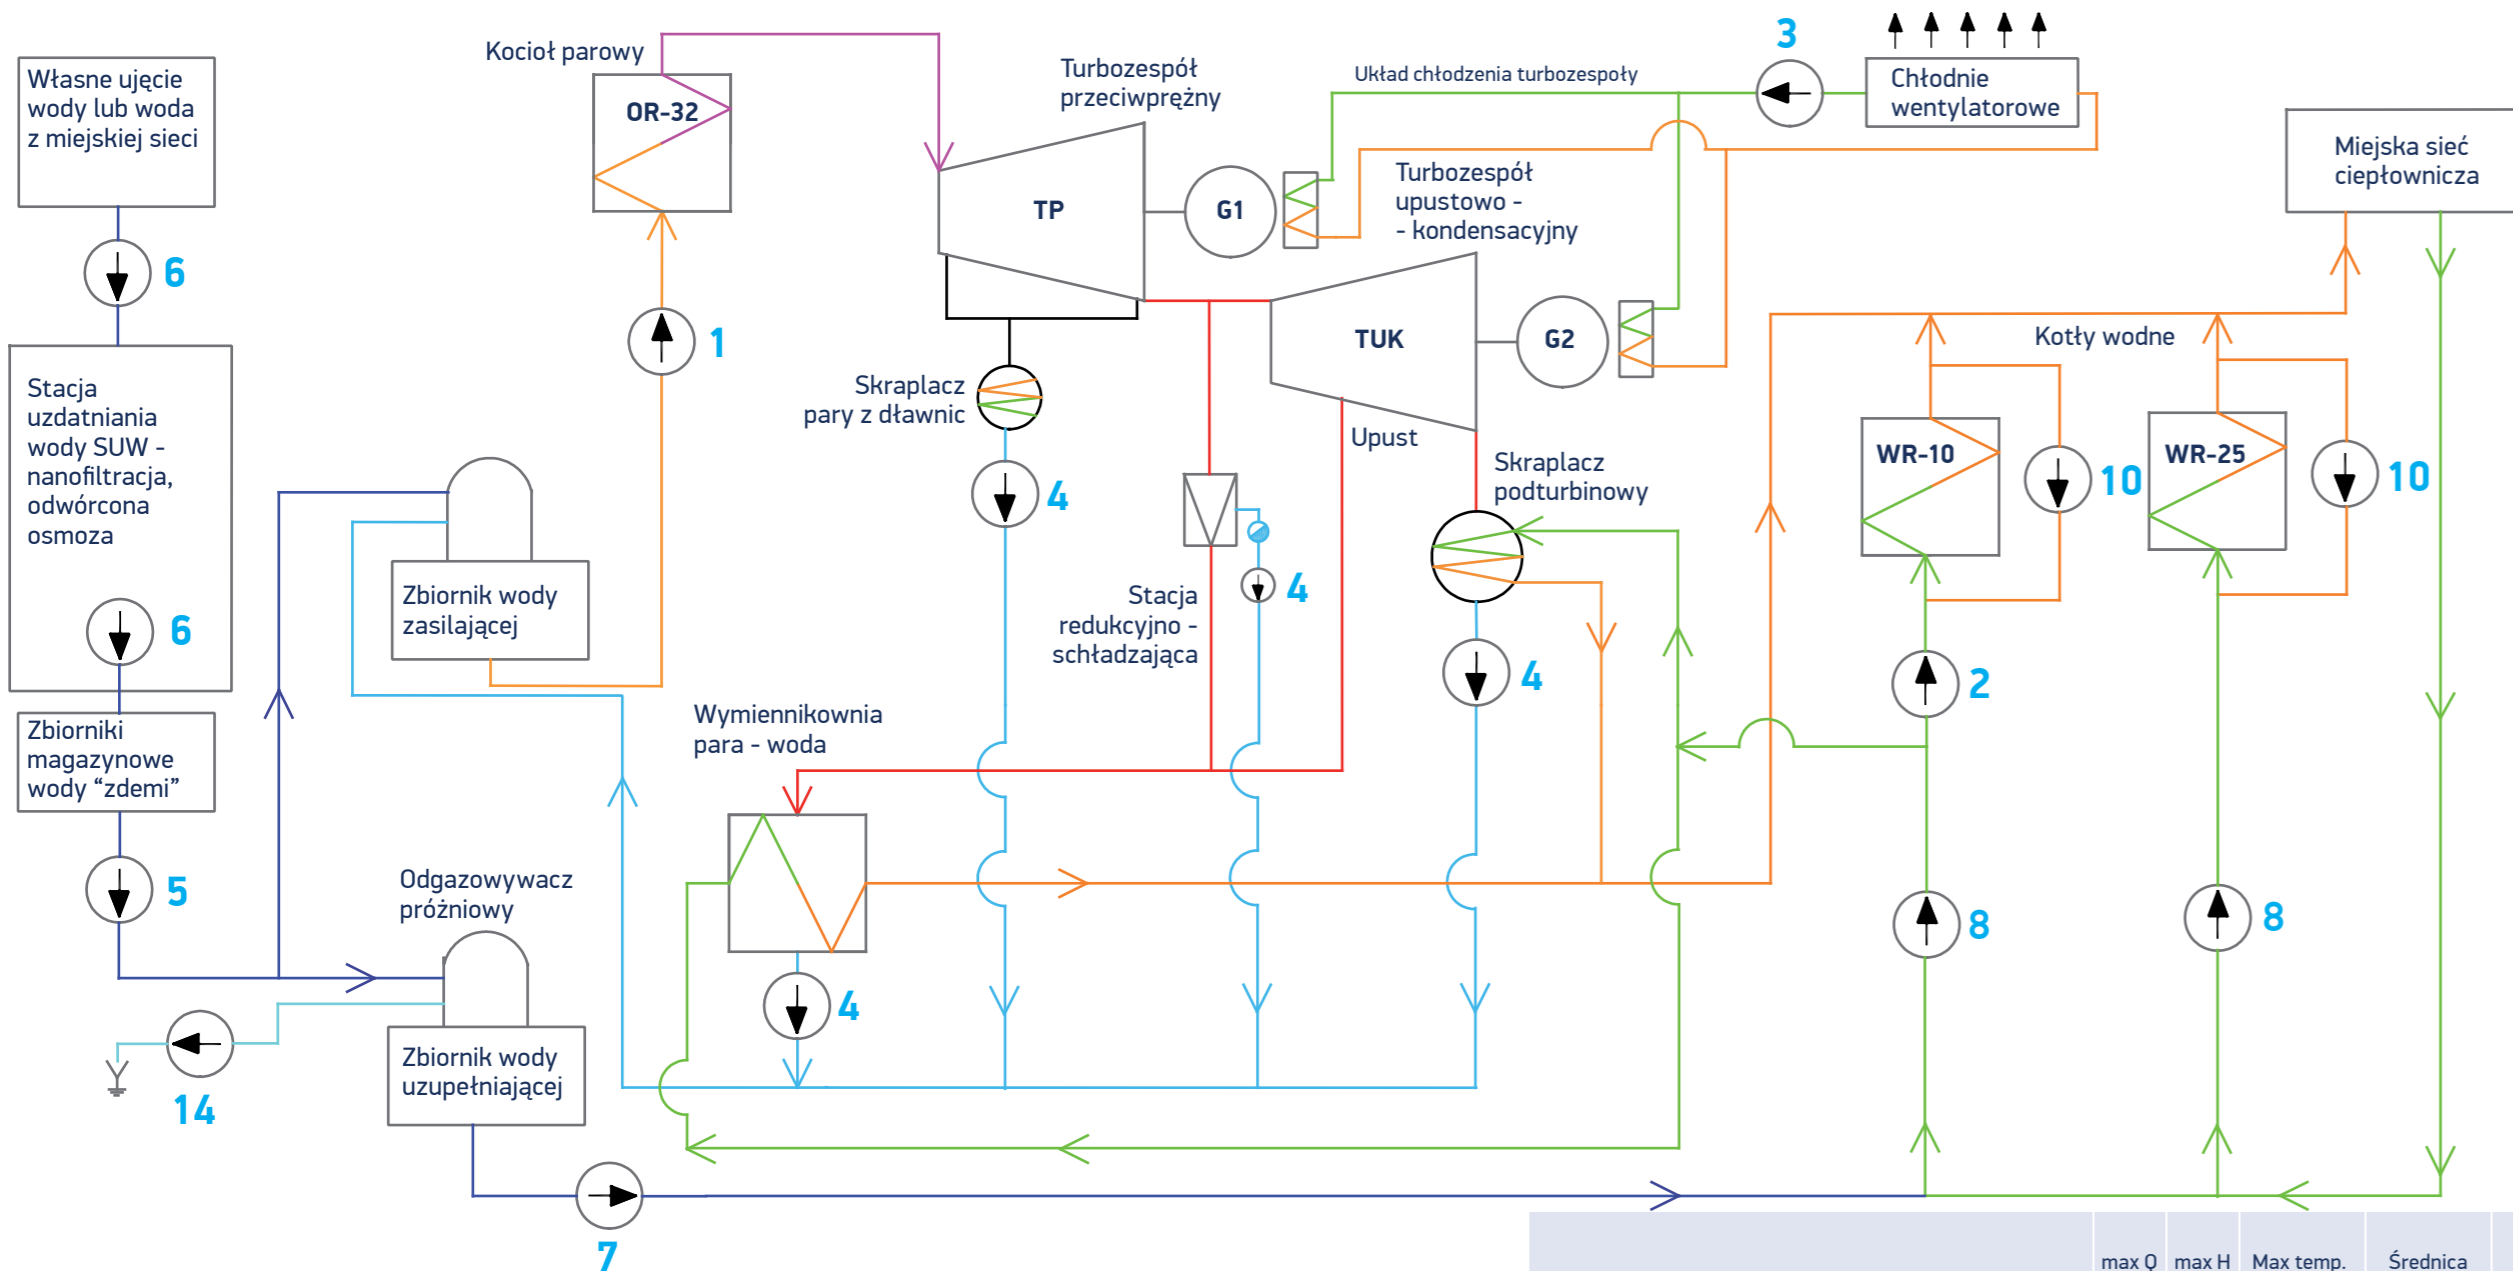 Własne ujęcie
wody lub woda
z miejskiej sieci
6
Stacja
uzdatniania
wody SUW -
nanofiltracja,
odwórcona
osmoza
6
Zbiorniki
magazynowe
wody “zdemi”
5
14
Kocioł parowy
OR-32
1
Zbiornik wody
zasilającej
Odgazowywacz
próżniowy
Zbiornik wody
uzupełniającej
7
Turbozespół
przeciwprężny
TP
G1
Skraplacz
pary z dławnic
4
Stacja
redukcyjno -
schładzająca
4
Wymiennikownia
para - woda
4
Układ chłodzenia turbozespoły
3
Chłodnie
wentylatorowe
Turbozespół
upustowo -
- kondensacyjny
TUK
G2
Upust
Skraplacz
podturbinowy
4
Miejska sieć
ciepłownicza
Kotły wodne
WR-10
10
WR-25
10
2
8
8
max Q
max H
Max temp.
Średnica